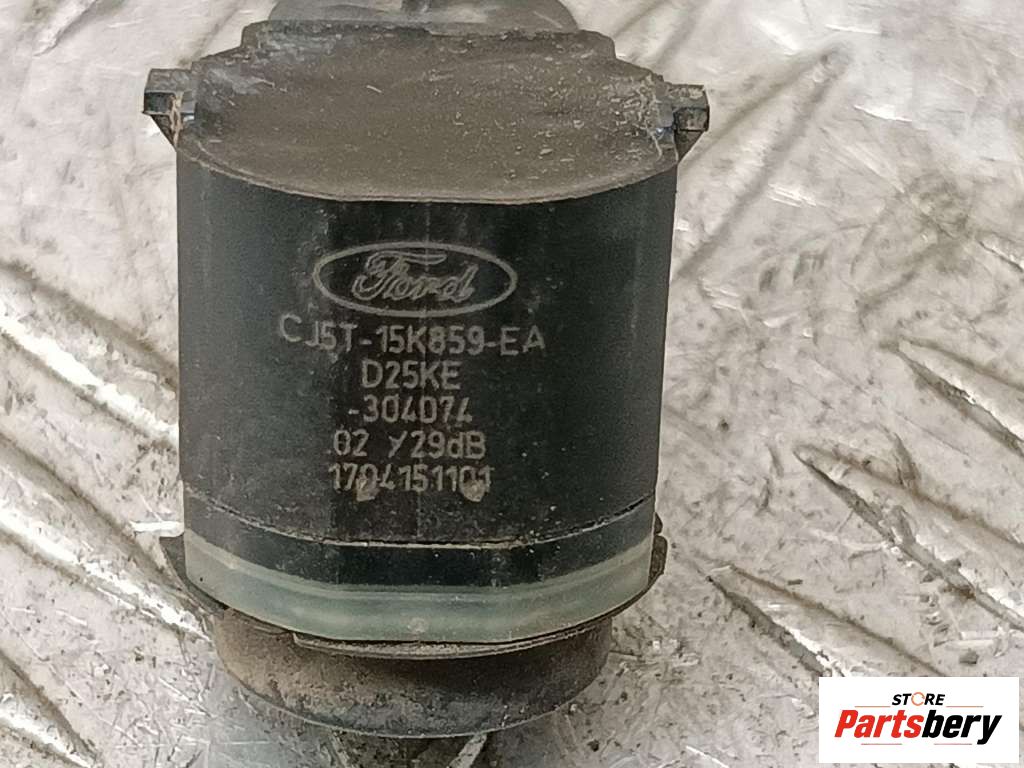 Ford
CJ5T-15K859-EA
D25KE
-304074
02 Y29dB
1704151101
STORE
Partsbery